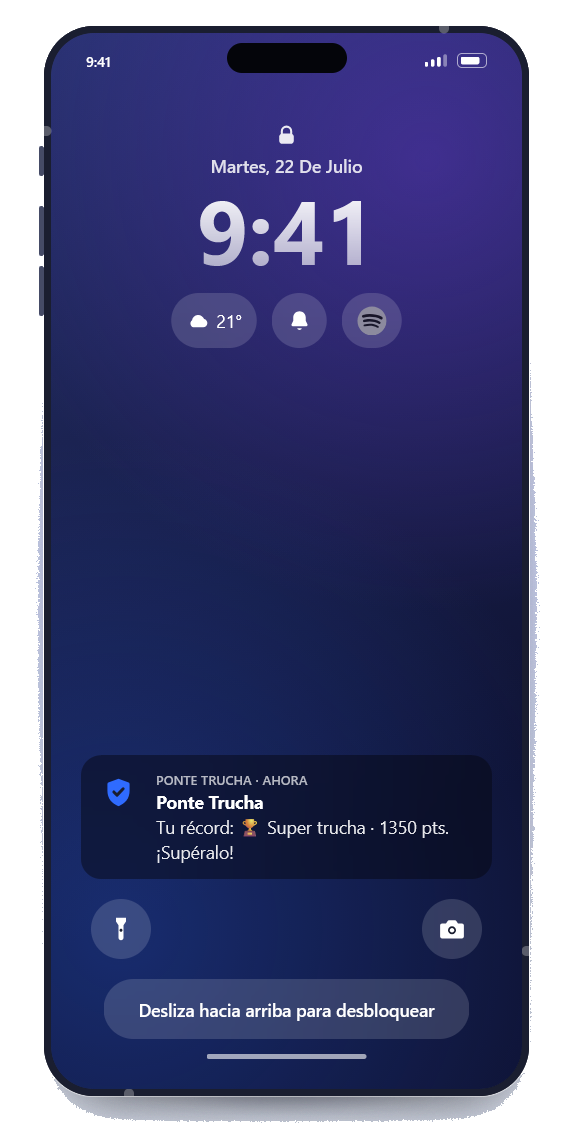 9:41
Martes, 22 De Julio
9:41
21°
PONTE TRUCHA · AHORA
Ponte Trucha
Tu récord: 🏆 Super trucha · 1350 pts.
¡Supéralo!
Desliza hacia arriba para desbloquear